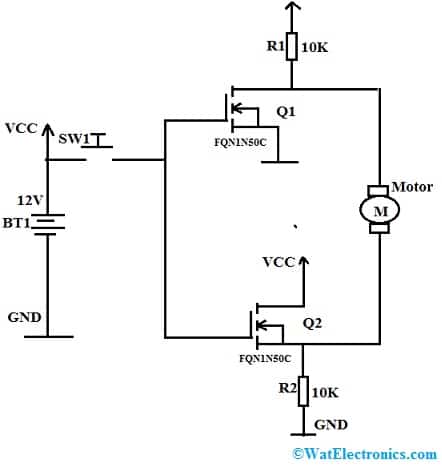 R1 10K
Q1
FQN1N50C
VCC
SW1
12V
BT1
Motor
M
VCC
GND
Q2
FQN1N50C
R2 10K
GND
©WatElectronics.com